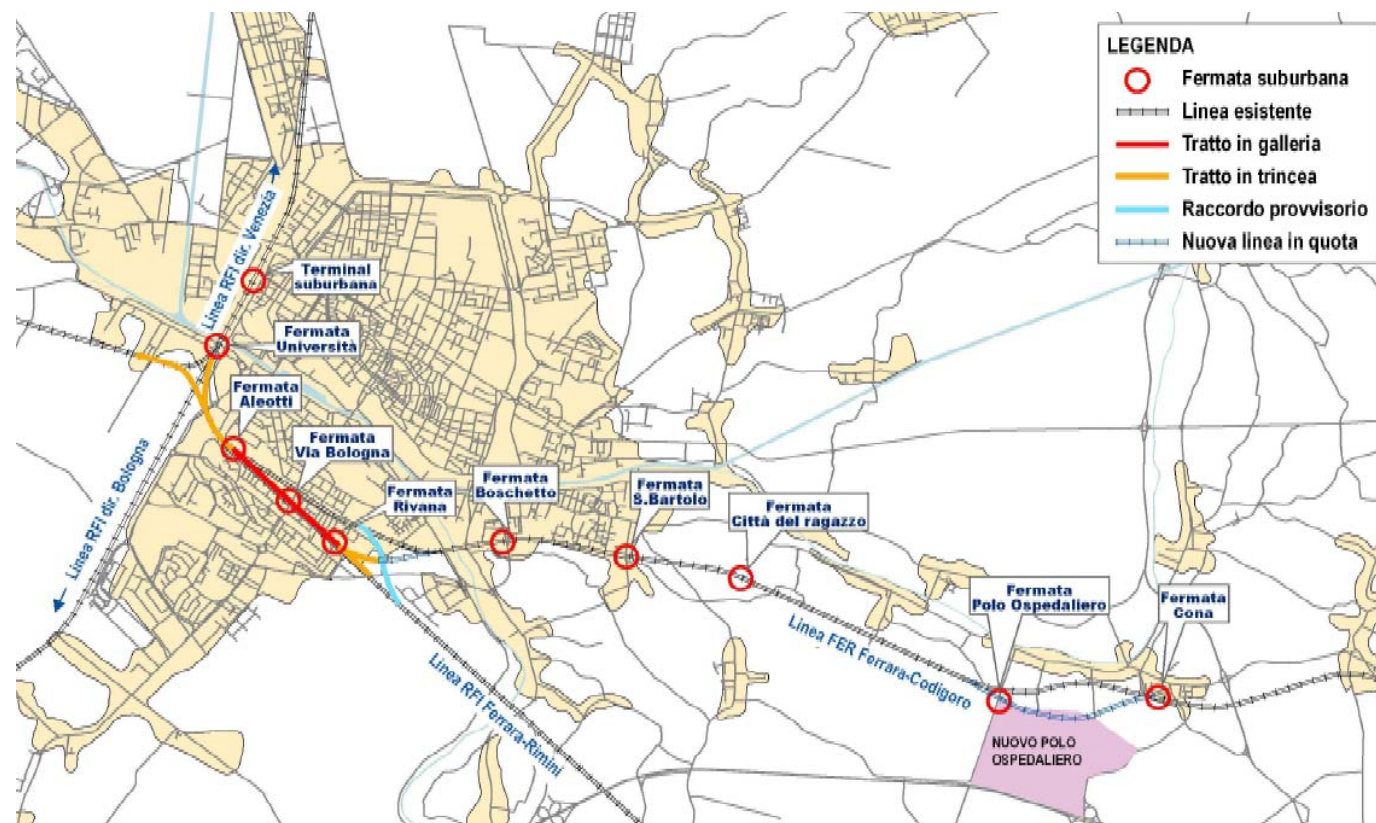 LEGENDA
Fermata suburbana
Linea esistente
Tratto in galleria
Tratto in trincea
Raccordo provvisorio
Nuova linea in quota
Linea RFI dir. Venezia
Terminal
suburbana
Fermata
Università
Fermata
Aleotti
Fermata
Via Bologna
Fermata
Rivana
Fermata
Boschetto
Fermata
S.Bartolo
Fermata
Città del ragazzo
Fermata
Polo Ospedaliero
Fermata
Cona
Linea RFI dir. Bologna
Linea RFI Ferrara-Rimini
Linea FER Ferrara-Codigoro
NUOVO POLO
OSPEDALIERO